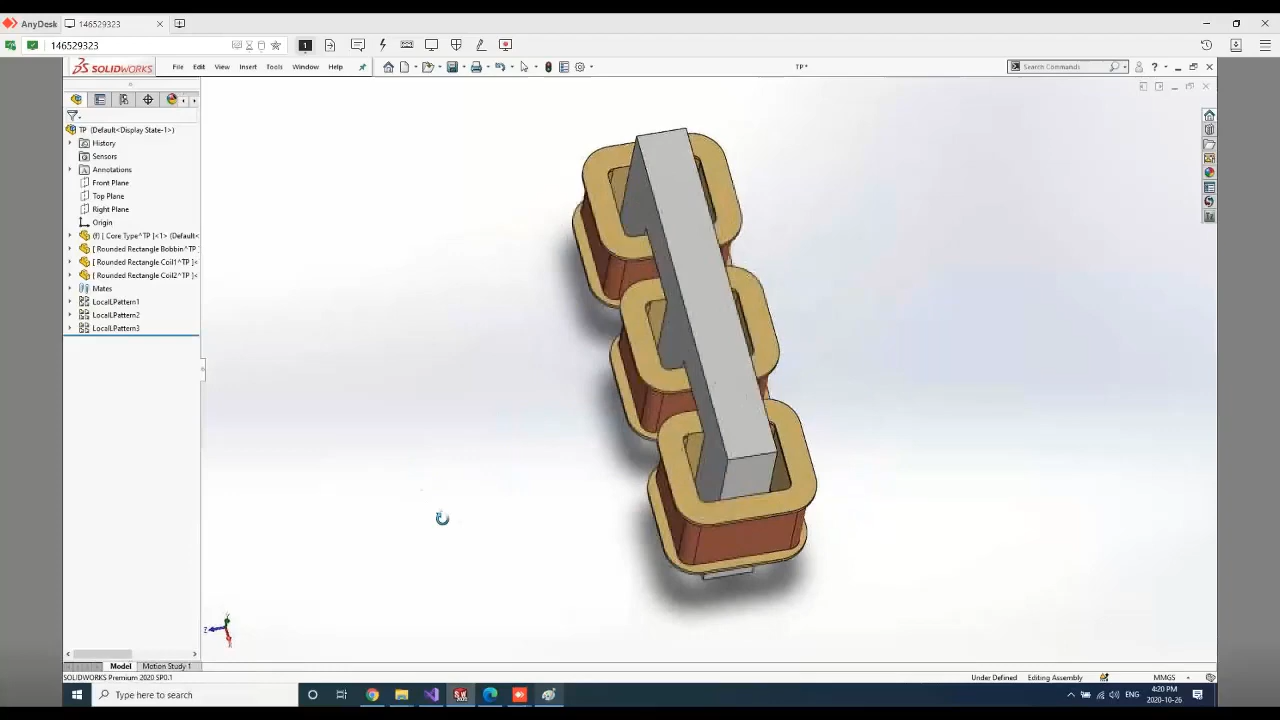 AnyDesk 146529323
146529323 1
SOLIDWORKS File Edit View Insert Tools Window Help TP* Search Commands ?
TP (Default<Display State-1>)
History
Sensors
Annotations
Front Plane
Top Plane
Right Plane
Origin
(f) [ Core Type^TP ]<1> (Default<
[ Rounded Rectangle Bobbin^TP ]
[ Rounded Rectangle Coil1^TP ]<
[ Rounded Rectangle Coil2^TP ]<
Mates
LocalLPattern1
LocalLPattern2
LocalLPattern3
Y
Z
X
Model Motion Study 1
SOLIDWORKS Premium 2020 SP0.1 Under Defined Editing Assembly MMGS
Type here to search ENG 4:20 PM
2020-10-26